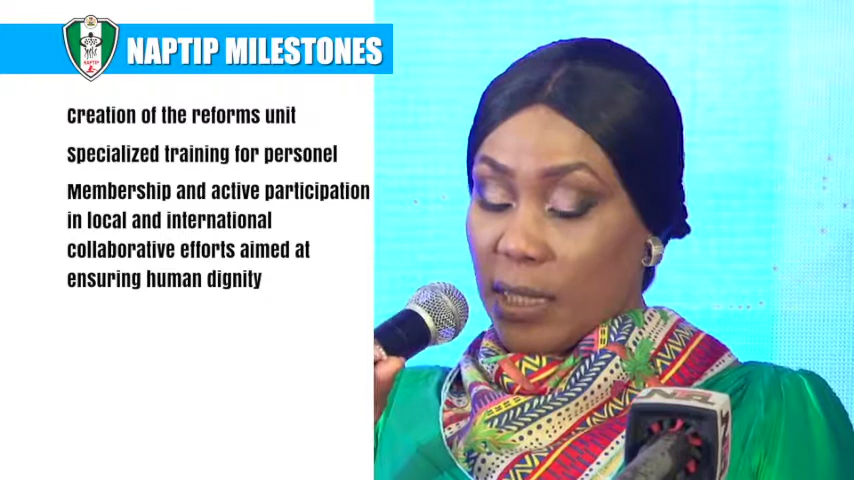 NAPTIP MILESTONES
NAPTIP
Creation of the reforms unit
Specialized training for personel
Membership and active participation
in local and international
collaborative efforts aimed at
ensuring human dignity